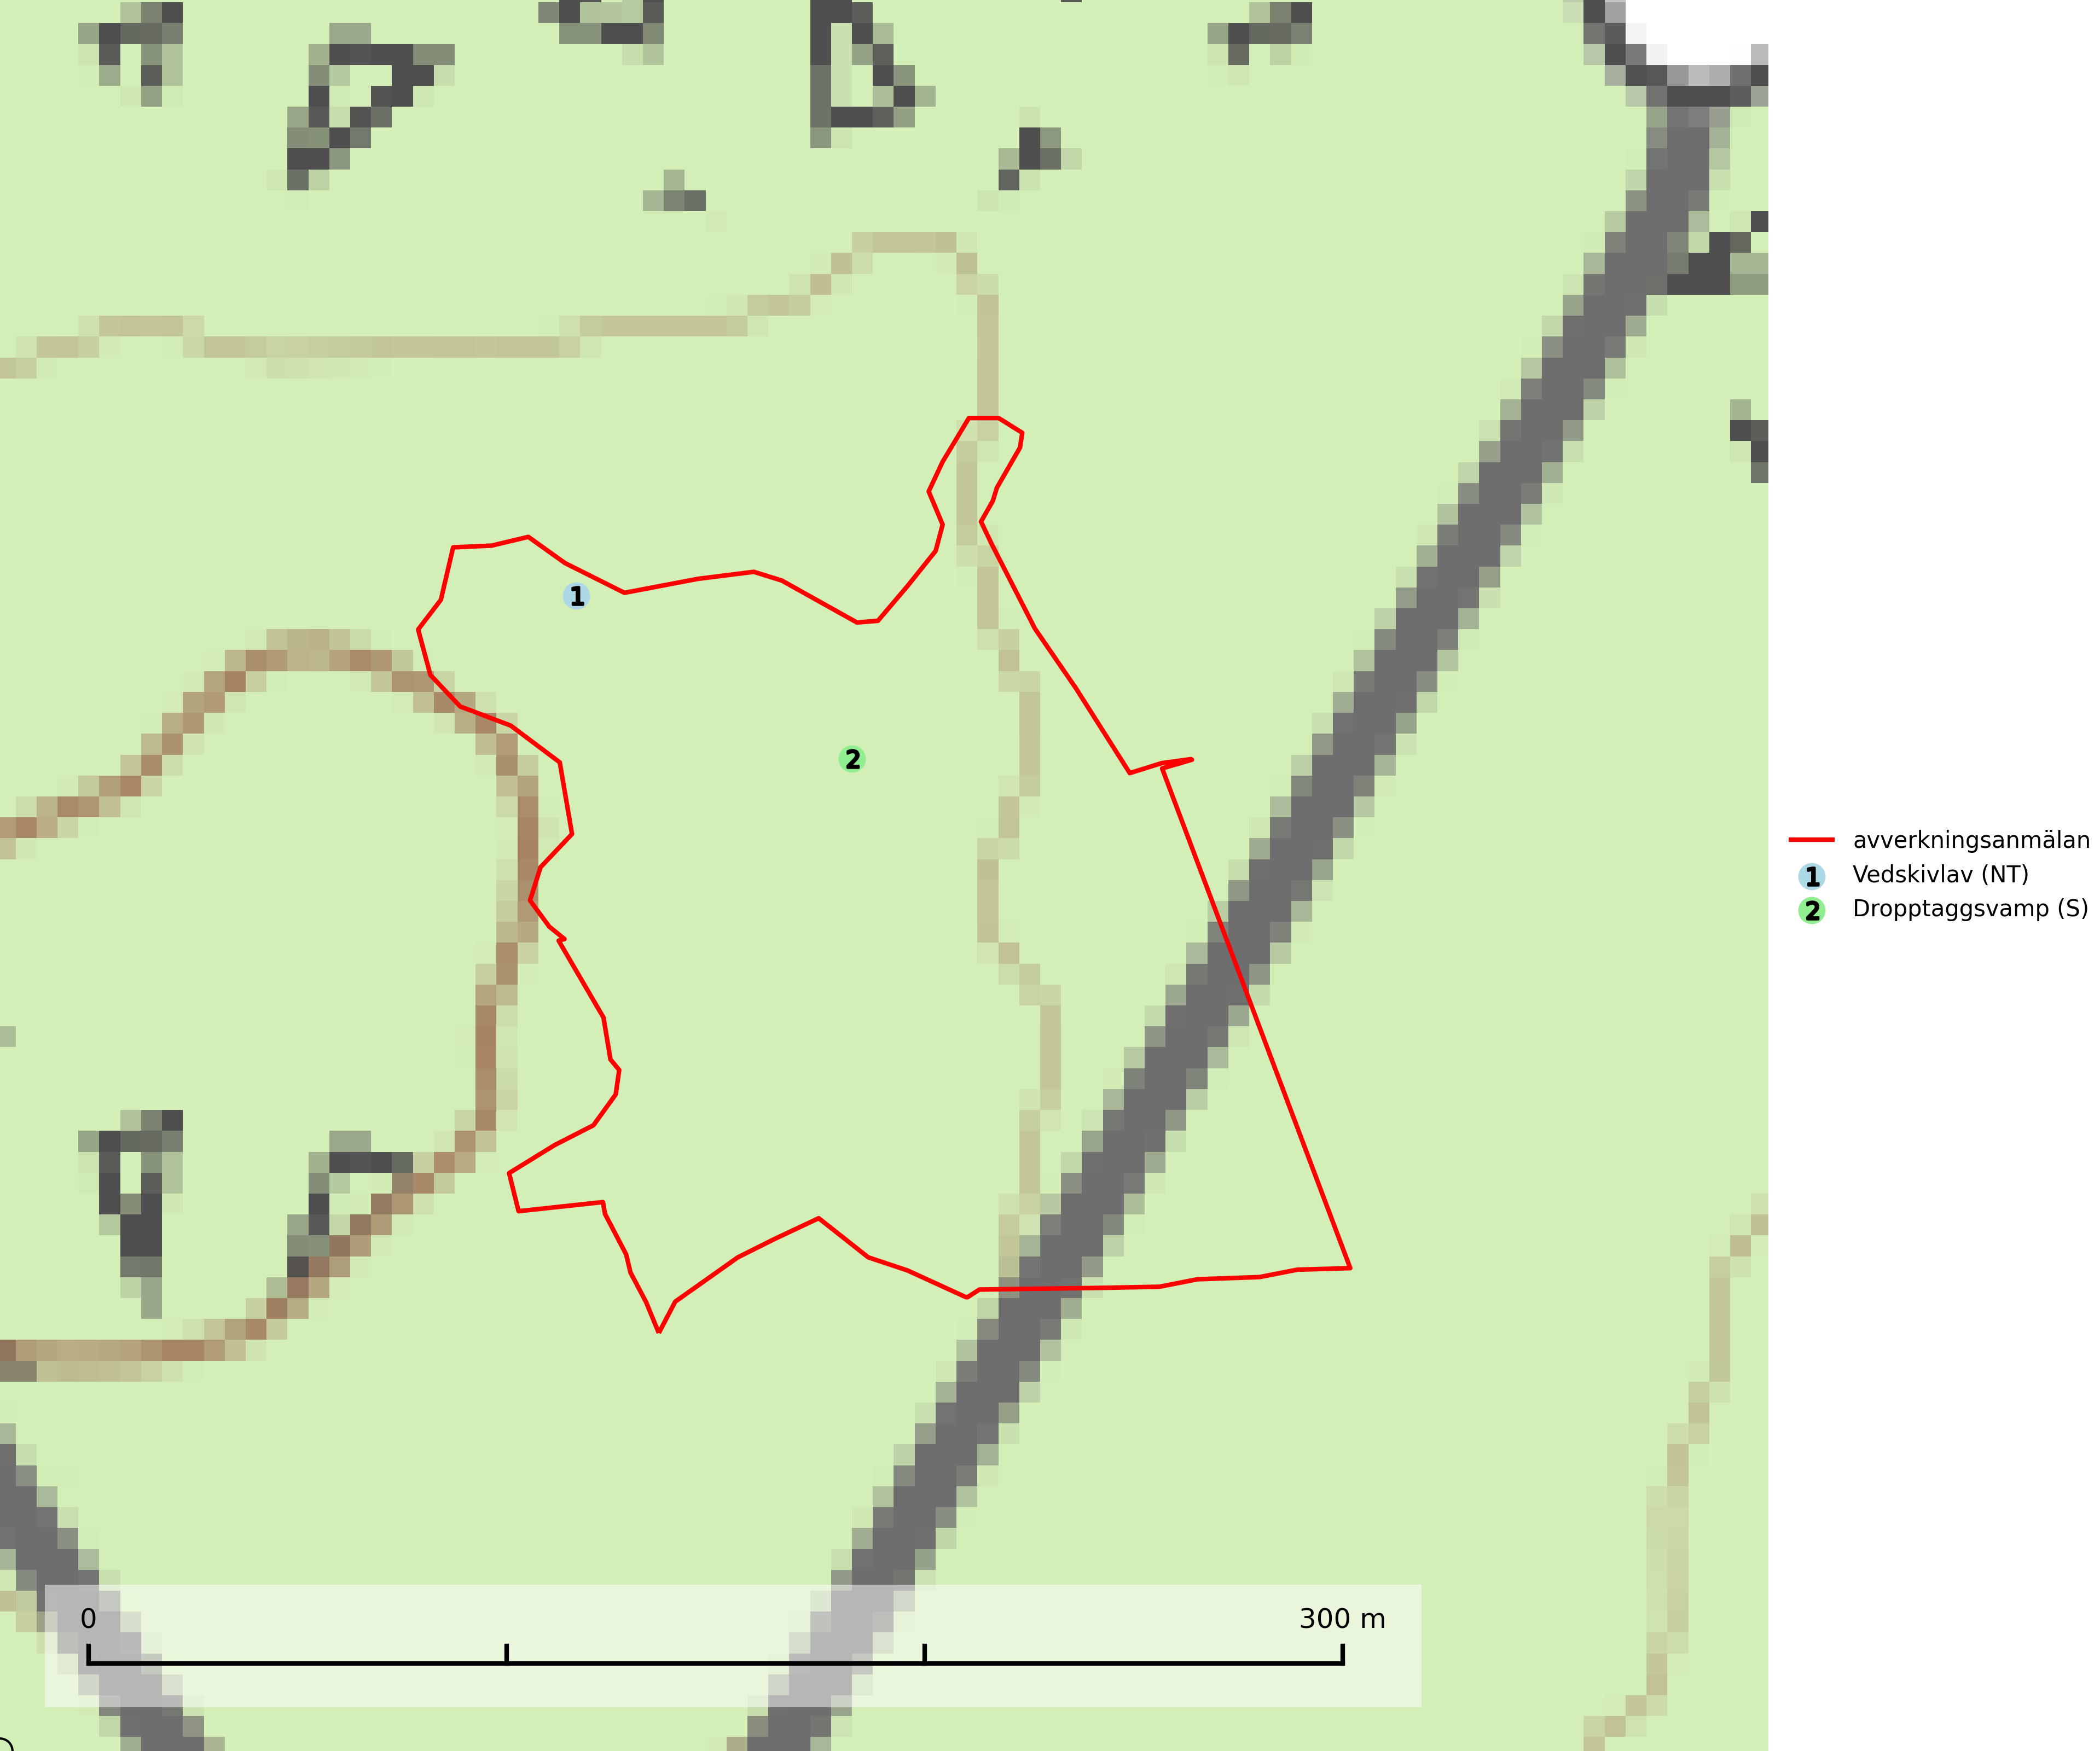 1
2
avverkningsanmälan
1 Vedskivlav (NT)
2 Dropptaggsvamp (S)
0 300 m